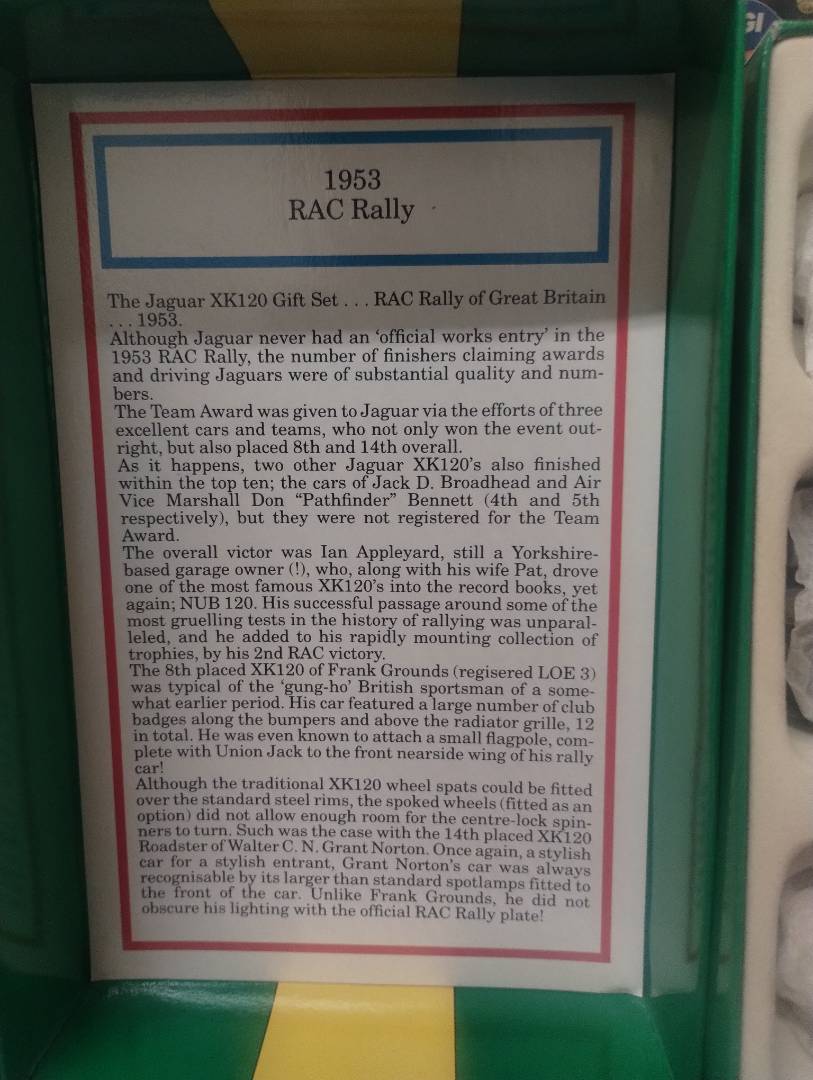 GI
1953
RAC Rally
The Jaguar XK120 Gift Set . . . RAC Rally of Great Britain
. . . 1953.
Although Jaguar never had an ‘official works entry’ in the
1953 RAC Rally, the number of finishers claiming awards
and driving Jaguars were of substantial quality and num-
bers.
The Team Award was given to Jaguar via the efforts of three
excellent cars and teams, who not only won the event out-
right, but also placed 8th and 14th overall.
As it happens, two other Jaguar XK120’s also finished
within the top ten; the cars of Jack D. Broadhead and Air
Vice Marshall Don “Pathfinder” Bennett (4th and 5th
respectively), but they were not registered for the Team
Award.
The overall victor was Ian Appleyard, still a Yorkshire-
based garage owner (!), who, along with his wife Pat, drove
one of the most famous XK120’s into the record books, yet
again; NUB 120. His successful passage around some of the
most gruelling tests in the history of rallying was unparal-
leled, and he added to his rapidly mounting collection of
trophies, by his 2nd RAC victory.
The 8th placed XK120 of Frank Grounds (regisered LOE 3)
was typical of the ‘gung-ho’ British sportsman of a some-
what earlier period. His car featured a large number of club
badges along the bumpers and above the radiator grille, 12
in total. He was even known to attach a small flagpole, com-
plete with Union Jack to the front nearside wing of his rally
car!
Although the traditional XK120 wheel spats could be fitted
over the standard steel rims, the spoked wheels (fitted as an
option) did not allow enough room for the centre-lock spin-
ners to turn. Such was the case with the 14th placed XK120
Roadster of Walter C. N. Grant Norton. Once again, a stylish
car for a stylish entrant, Grant Norton’s car was always
recognisable by its larger than standard spotlamps fitted to
the front of the car. Unlike Frank Grounds, he did not
obscure his lighting with the official RAC Rally plate!